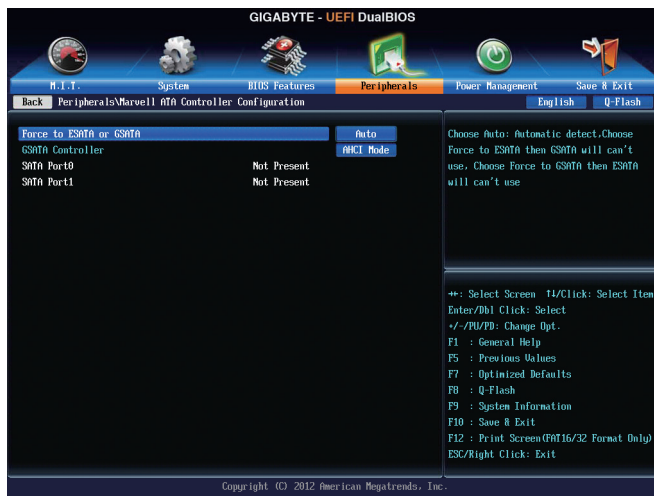 GIGABYTE - UEFI DualBIOS
M.I.T. System BIOS Features Peripherals Power Management Save & Exit
Back Peripherals\Marvell ATA Controller Configuration English Q-Flash
Force to ESATA or GSATA Auto
GSATA Controller AHCI Mode
SATA Port0 Not Present
SATA Port1 Not Present
Choose Auto: Automatic detect.Choose
Force to ESATA then GSATA will can't
use, Choose Force to GSATA then ESATA
will can't use
→←: Select Screen ↑↓/Click: Select Item
Enter/Dbl Click: Select
+/-/PU/PD: Change Opt.
F1 : General Help
F5 : Previous Values
F7 : Optimized Defaults
F8 : Q-Flash
F9 : System Information
F10 : Save & Exit
F12 : Print Screen(FAT16/32 Format Only)
ESC/Right Click: Exit
Copyright (C) 2012 American Megatrends, Inc.